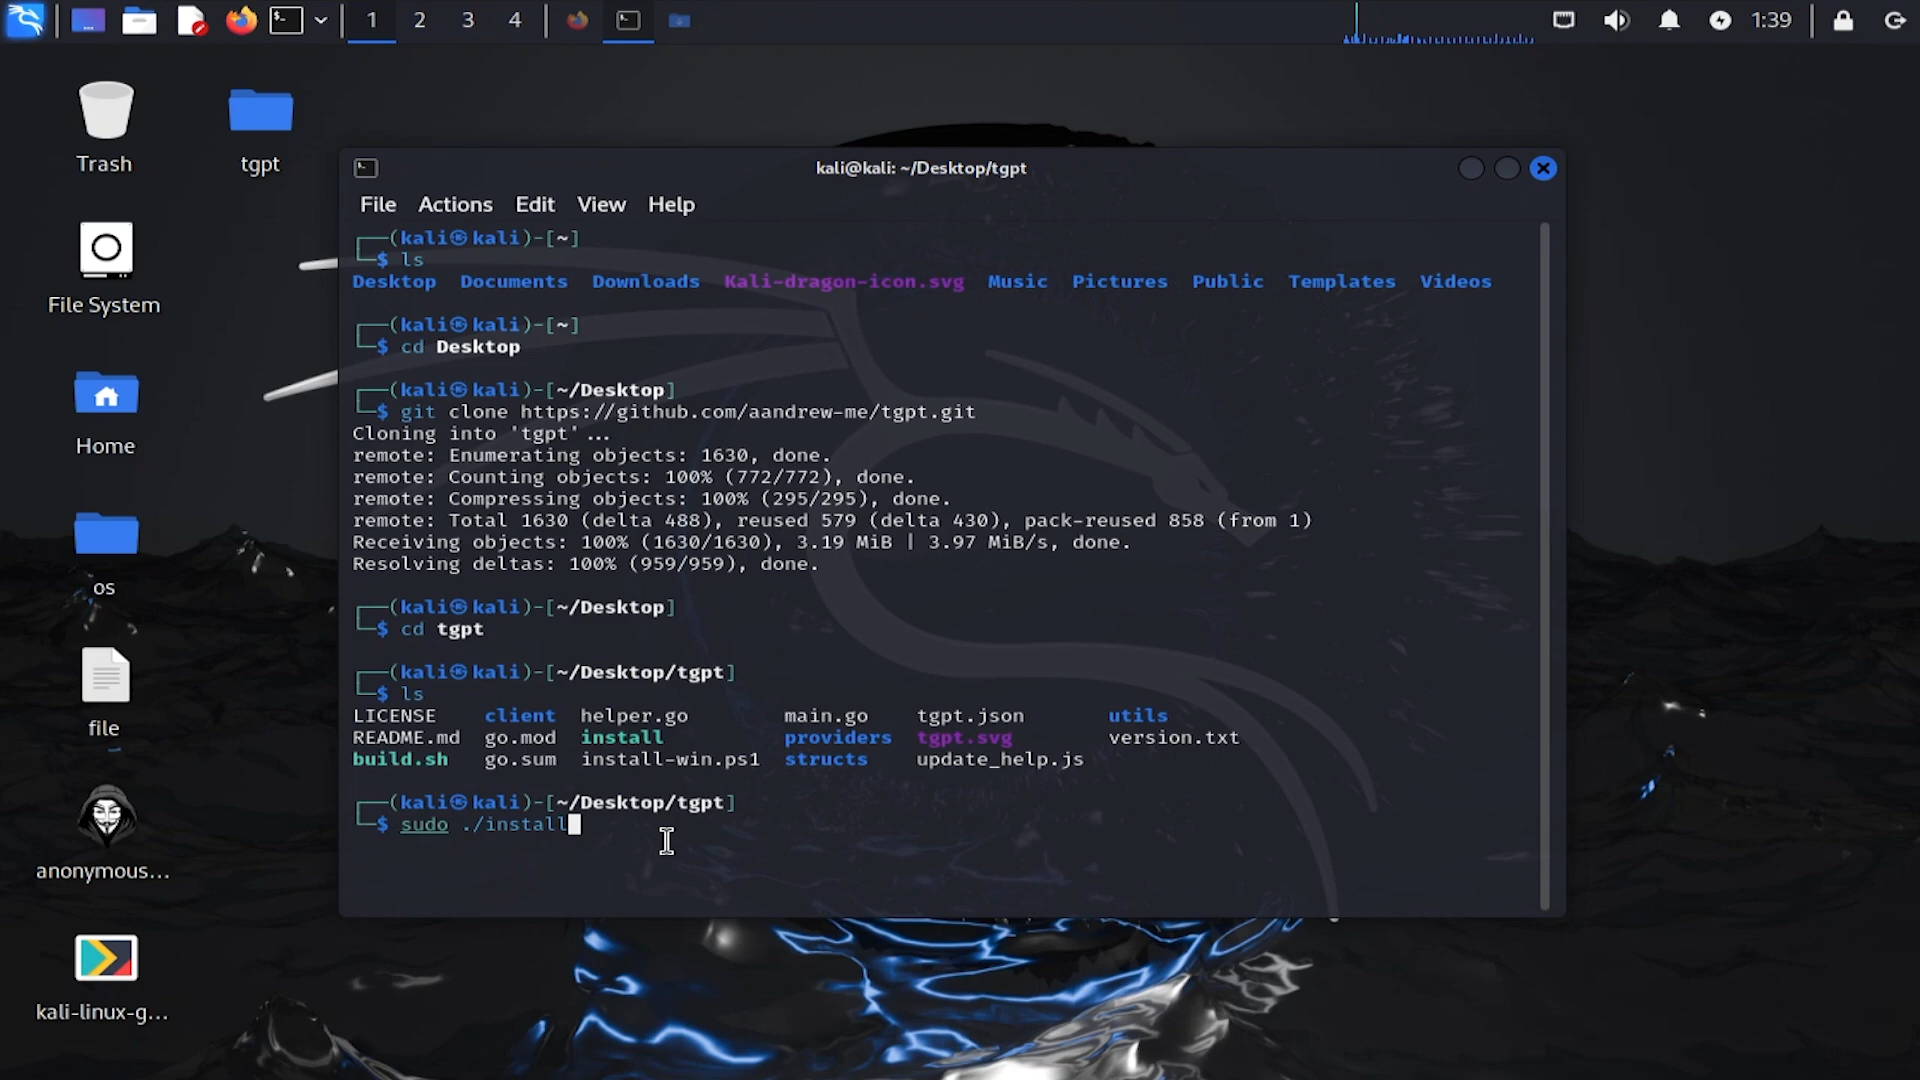 1 2 3 4
1:39
Trash
tgpt
File System
Home
os
file
anonymous...
kali-linux-g...
kali@kali: ~/Desktop/tgpt
File Actions Edit View Help
┌──(kali㉿kali)-[~]
└─$ ls
Desktop Documents Downloads Kali-dragon-icon.svg Music Pictures Public Templates Videos
┌──(kali㉿kali)-[~]
└─$ cd Desktop
┌──(kali㉿kali)-[~/Desktop]
└─$ git clone https://github.com/aandrew-me/tgpt.git
Cloning into 'tgpt'...
remote: Enumerating objects: 1630, done.
remote: Counting objects: 100% (772/772), done.
remote: Compressing objects: 100% (295/295), done.
remote: Total 1630 (delta 488), reused 579 (delta 430), pack-reused 858 (from 1)
Receiving objects: 100% (1630/1630), 3.19 MiB | 3.97 MiB/s, done.
Resolving deltas: 100% (959/959), done.
┌──(kali㉿kali)-[~/Desktop]
└─$ cd tgpt
┌──(kali㉿kali)-[~/Desktop/tgpt]
└─$ ls
LICENSE client helper.go main.go tgpt.json utils
README.md go.mod install providers tgpt.svg version.txt
build.sh go.sum install-win.ps1 structs update_help.js
┌──(kali㉿kali)-[~/Desktop/tgpt]
└─$ sudo ./install